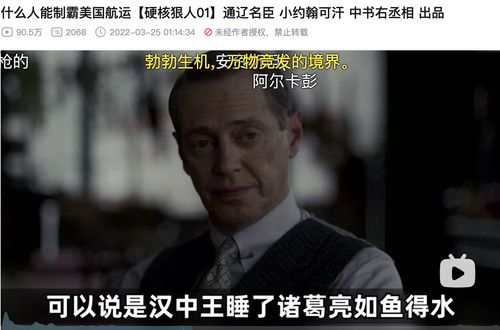 什么人能制霸美国航运【硬核狠人01】通辽名臣 小约翰可汗 中书右丞相 出品
90.5万 2068 2022-03-25 01:14:34 未经作者授权，禁止转载
枪的
勃勃生机,
万物竞发的境界。
阿尔卡彭
可以说是汉中王睡了诸葛亮如鱼得水